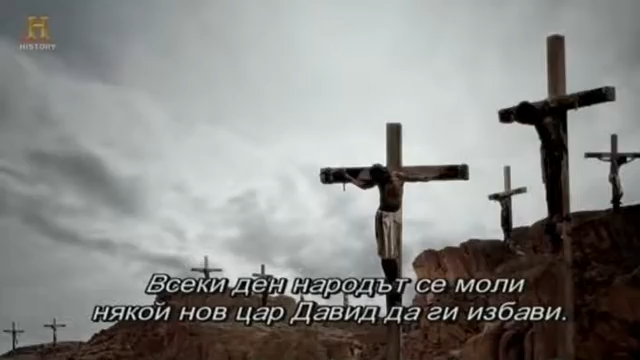 H
HISTORY
Всеки ден народът се моли
някой нов цар Давид да ги избави.